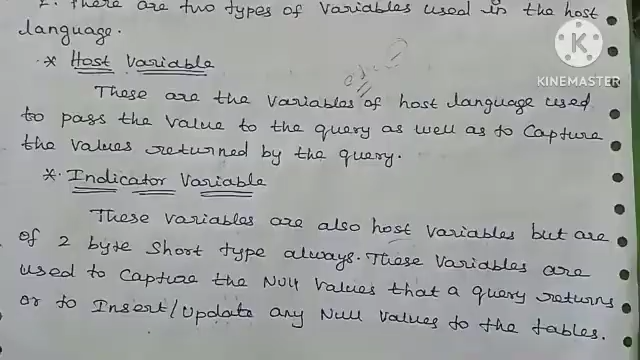 2. There are two types of variables used in the host
language.
* Host Variable
These are the variables of host language used
to pass the value to the query as well as to capture
the values returned by the query.
*. Indicator Variable
These variables are also host variables but are
of 2 byte short type always. These variables are
used to capture the Null values that a query returns
or to Insert/Update any Null values to the tables.
KINEMASTER